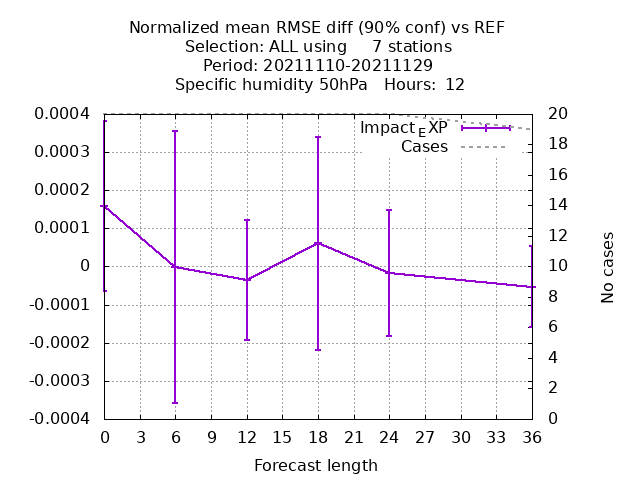 Normalized mean RMSE diff (90% conf) vs REF
Selection: ALL using 7 stations
Period: 20211110-20211129
Specific humidity 50hPa Hours: 12
Impact_EXP
Cases
0.0004
0.0003
0.0002
0.0001
0
-0.0001
-0.0002
-0.0003
-0.0004
20
18
16
14
12
10
8
6
4
2
0
No cases
0 3 6 9 12 15 18 21 24 27 30 33 36
Forecast length